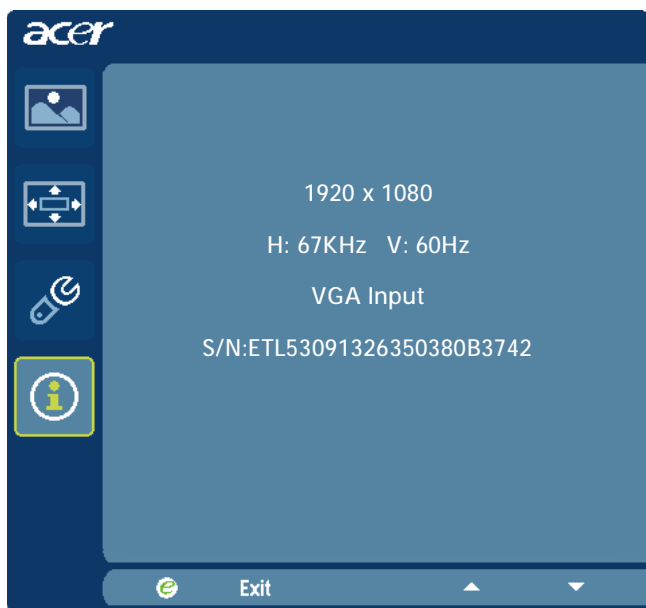 acer
1920 x 1080
H: 67KHz V: 60Hz
VGA Input
S/N:ETL53091326350380B3742
e Exit